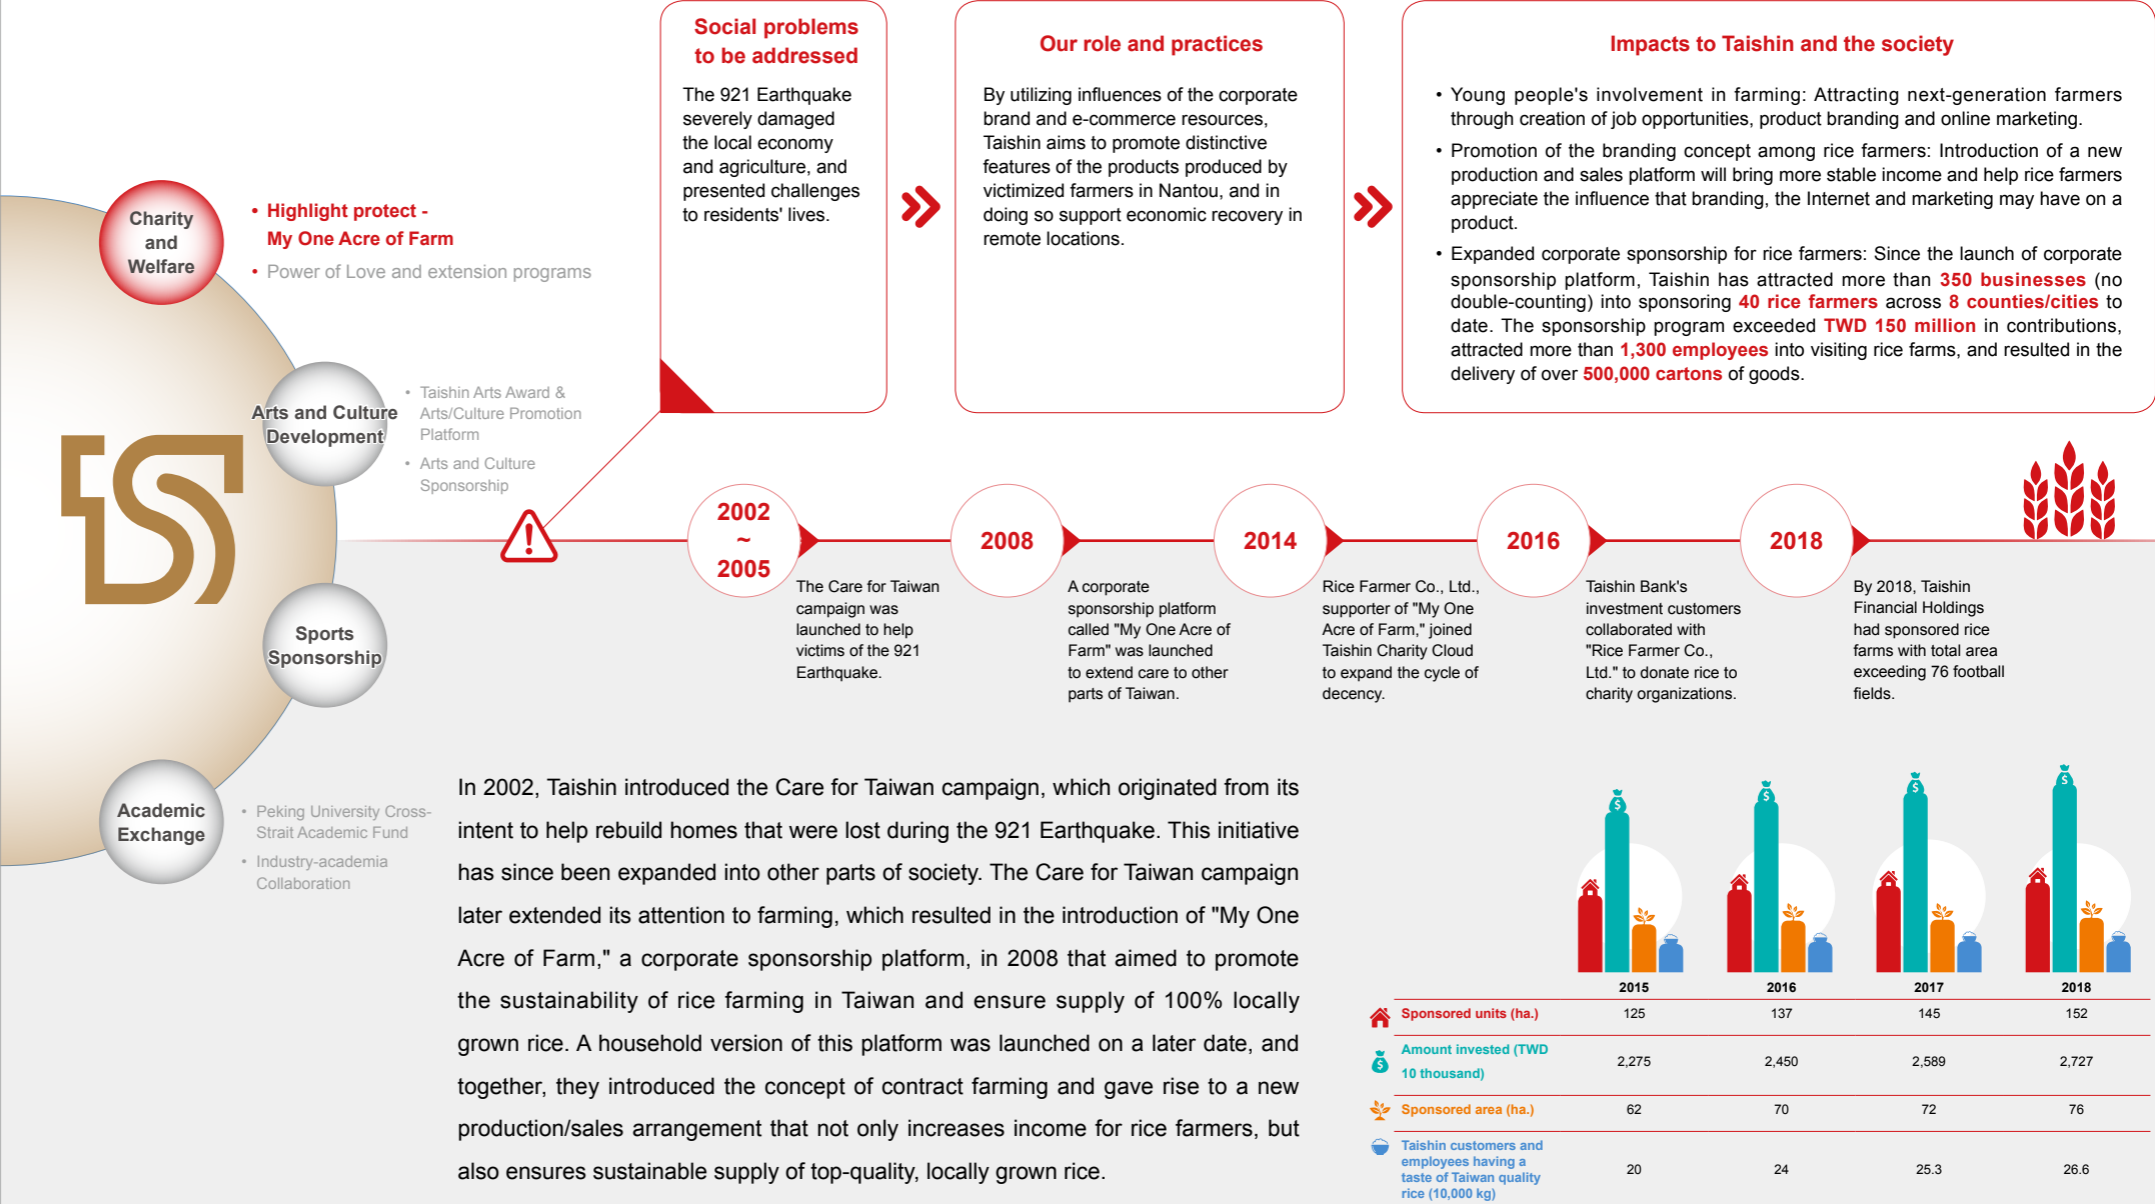 Social problems
to be addressed
The 921 Earthquake
severely damaged
the local economy
and agriculture, and
presented challenges
to residents' lives.
Our role and practices
By utilizing influences of the corporate
brand and e-commerce resources,
Taishin aims to promote distinctive
features of the products produced by
victimized farmers in Nantou, and in
doing so support economic recovery in
remote locations.
Impacts to Taishin and the society
• Young people's involvement in farming: Attracting next-generation farmers
through creation of job opportunities, product branding and online marketing.
• Promotion of the branding concept among rice farmers: Introduction of a new
production and sales platform will bring more stable income and help rice farmers
appreciate the influence that branding, the Internet and marketing may have on a
product.
• Expanded corporate sponsorship for rice farmers: Since the launch of corporate
sponsorship platform, Taishin has attracted more than 350 businesses (no
double-counting) into sponsoring 40 rice farmers across 8 counties/cities to
date. The sponsorship program exceeded TWD 150 million in contributions,
attracted more than 1,300 employees into visiting rice farms, and resulted in the
delivery of over 500,000 cartons of goods.
Charity
and
Welfare
• Highlight protect -
My One Acre of Farm
• Power of Love and extension programs
Arts and Culture
Development
• Taishin Arts Award &
Arts/Culture Promotion
Platform
• Arts and Culture
Sponsorship
Sports
Sponsorship
Academic
Exchange
• Peking University Cross-
Strait Academic Fund
• Industry-academia
Collaboration
2002
~
2005
The Care for Taiwan
campaign was
launched to help
victims of the 921
Earthquake.
2008
A corporate
sponsorship platform
called "My One Acre of
Farm" was launched
to extend care to other
parts of Taiwan.
2014
Rice Farmer Co., Ltd.,
supporter of "My One
Acre of Farm," joined
Taishin Charity Cloud
to expand the cycle of
decency.
2016
Taishin Bank's
investment customers
collaborated with
"Rice Farmer Co.,
Ltd." to donate rice to
charity organizations.
2018
By 2018, Taishin
Financial Holdings
had sponsored rice
farms with total area
exceeding 76 football
fields.
In 2002, Taishin introduced the Care for Taiwan campaign, which originated from its
intent to help rebuild homes that were lost during the 921 Earthquake. This initiative
has since been expanded into other parts of society. The Care for Taiwan campaign
later extended its attention to farming, which resulted in the introduction of "My One
Acre of Farm," a corporate sponsorship platform, in 2008 that aimed to promote
the sustainability of rice farming in Taiwan and ensure supply of 100% locally
grown rice. A household version of this platform was launched on a later date, and
together, they introduced the concept of contract farming and gave rise to a new
production/sales arrangement that not only increases income for rice farmers, but
also ensures sustainable supply of top-quality, locally grown rice.
2015 2016 2017 2018
Sponsored units (ha.) 125 137 145 152
Amount invested (TWD
10 thousand) 2,275 2,450 2,589 2,727
Sponsored area (ha.) 62 70 72 76
Taishin customers and
employees having a
taste of Taiwan quality
rice (10,000 kg) 20 24 25.3 26.6